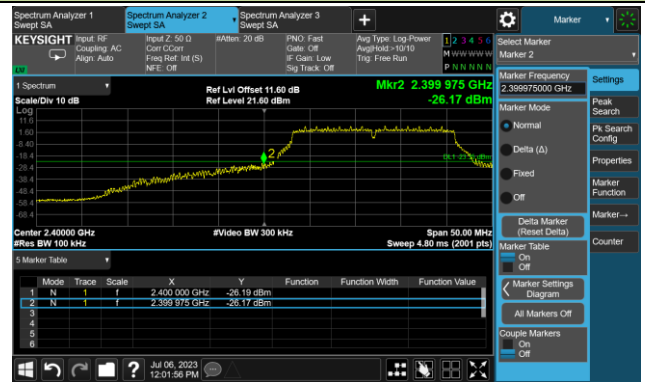 Spectrum Analyzer 1
Swept SA
Spectrum Analyzer 2
Swept SA
Spectrum Analyzer 3
Swept SA
Marker
KEYSIGHT
Input: RF
Coupling: AC
Align: Auto
Input Z: 50 Ω
Corr CCorr
Freq Ref: Int (S)
NFE: Off
#Atten: 20 dB
PNO: Fast
Gate: Off
IF Gain: Low
Sig Track: Off
Avg Type: Log-Power
Avg|Hold:>10/10
Trig: Free Run
1 2 3 4 5 6
M W W W W W
P N N N N N
Select Marker
Marker 2
1 Spectrum
Scale/Div 10 dB
Log
Ref Lvl Offset 11.60 dB
Ref Level 21.60 dBm
Mkr2 2.399 975 GHz
-26.17 dBm
11.6
1.60
-8.40
-18.4
-28.4
-38.4
-48.4
-58.4
-68.4
2
Center 2.40000 GHz
#Res BW 100 kHz
#Video BW 300 kHz
Span 50.00 MHz
Sweep 4.80 ms (2001 pts)
5 Marker Table
Mode Trace Scale X Y Function Function Width Function Value
1 N 1 f 2.400 000 GHz -26.19 dBm
2 N 1 f 2.399 975 GHz -26.17 dBm
3
4
5
6
Marker Frequency
2.399975000 GHz
Marker Mode
Normal
Delta (Δ)
Fixed
Off
Delta Marker
(Reset Delta)
Marker Table
On
Off
Marker Settings
Diagram
All Markers Off
Couple Markers
On
Off
Settings
Peak
Search
Pk Search
Config
Properties
Marker
Function
Marker→
Counter
?
Jul 06, 2023
12:01:56 PM